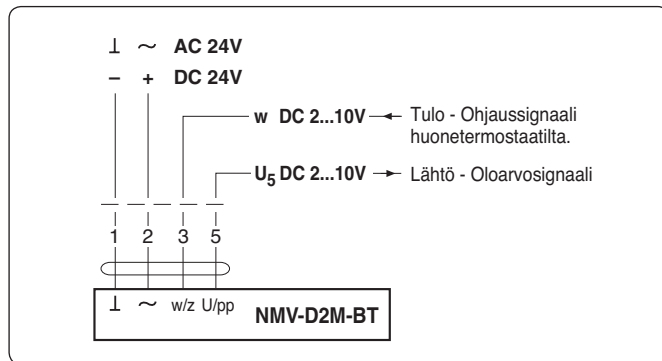 ⊥ ~ AC 24V
– + DC 24V
w DC 2...10V
Tulo - Ohjaussignaali
huonetermostaatilta.
U5 DC 2...10V
Lähtö - Oloarvosignaali
1 2 3 5
⊥ ~ w/z U/pp
NMV-D2M-BT